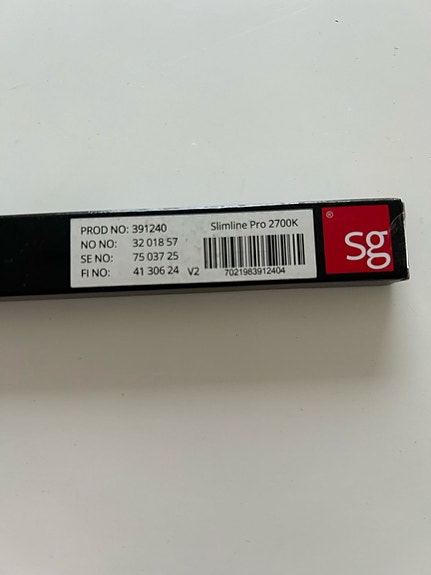 PROD NO: 391240
NO NO: 32 018 57
SE NO: 75 037 25
FI NO: 41 306 24 V2
Slimline Pro 2700K
7021983912404
®
Sg